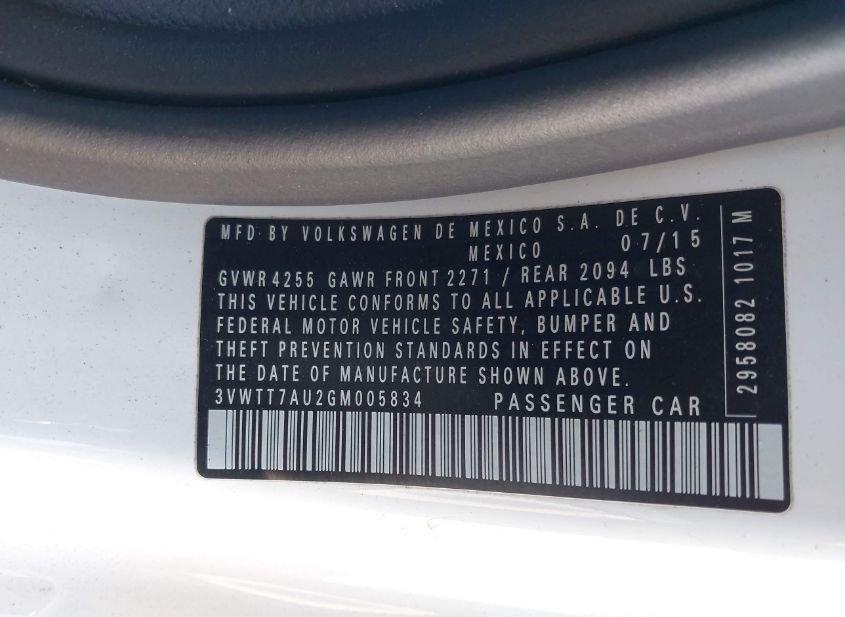 MFD BY VOLKSWAGEN DE MEXICO S.A. DE C.V.
MEXICO 07/15
GVWR 4255 GAWR FRONT 2271 / REAR 2094 LBS
THIS VEHICLE CONFORMS TO ALL APPLICABLE U.S.
FEDERAL MOTOR VEHICLE SAFETY, BUMPER AND
THEFT PREVENTION STANDARDS IN EFFECT ON
THE DATE OF MANUFACTURE SHOWN ABOVE.
3VWTT7AU2GM005834 PASSENGER CAR
2958082 1017 M